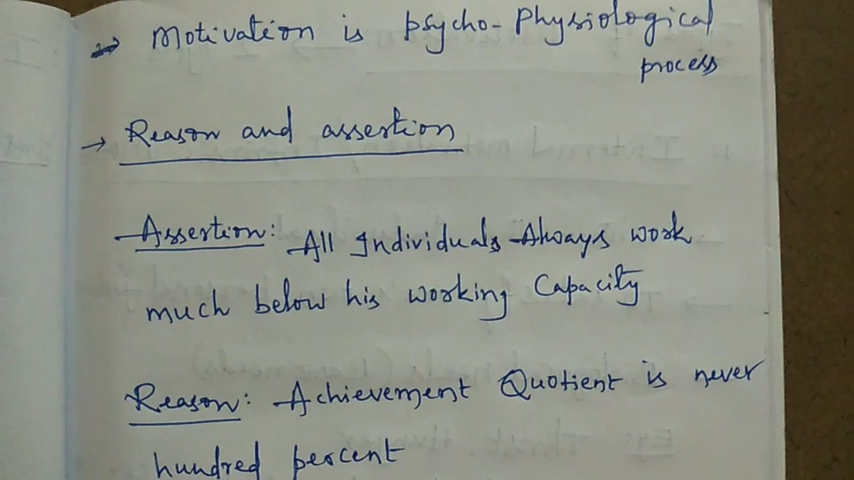 → Motivation is psycho-physiological
process
→ Reason and assertion
Assertion: All Individuals Always work
much below his working Capacity
Reason: Achievement Quotient is never
hundred percent